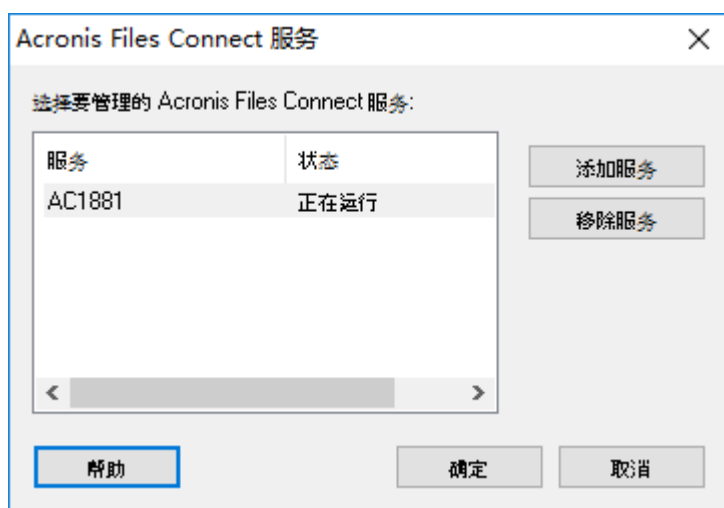 Acronis Files Connect 服务
选择要管理的 Acronis Files Connect 服务:
服务 状态
添加服务
AC1881 正在运行
移除服务
帮助 确定 取消